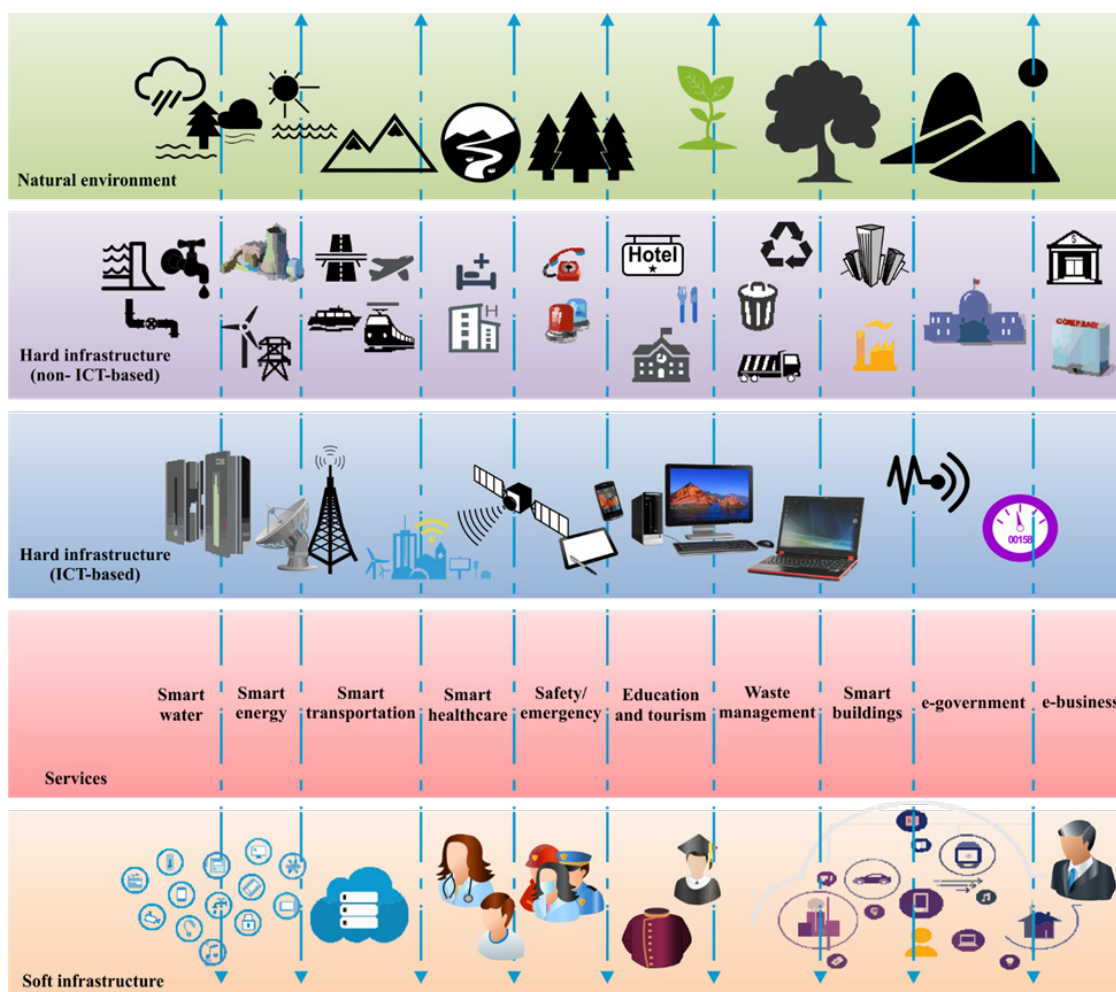 Natural environment
Hotel
H
$
COMPANY
Hard infrastructure
(non- ICT-based)
00158
Hard infrastructure
(ICT-based)
Smart
water
Smart
energy
Smart
transportation
Smart
healthcare
Safety/
emergency
Education
and tourism
Waste
management
Smart
buildings
e-government
e-business
Services
Soft infrastructure